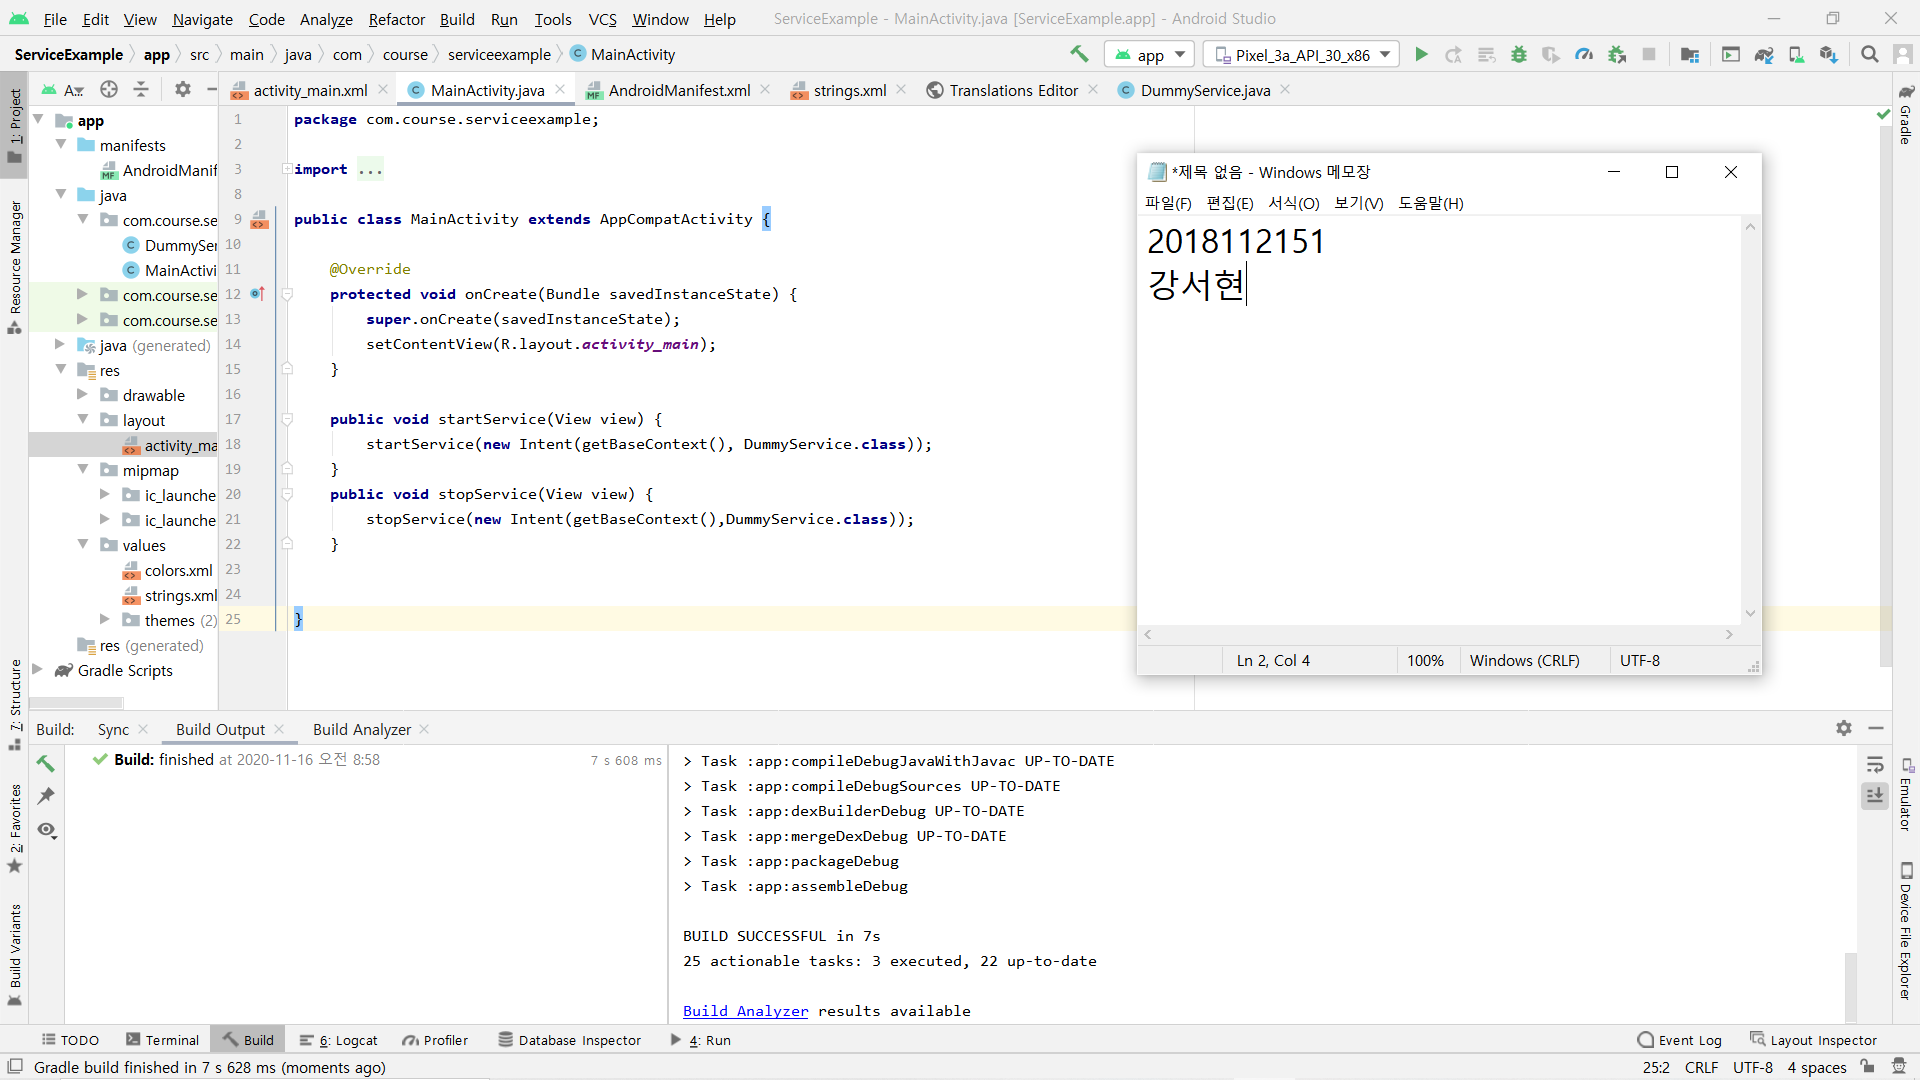 File Edit View Navigate Code Analyze Refactor Build Run Tools VCS Window Help ServiceExample - MainActivity.java [ServiceExample.app] - Android Studio
ServiceExample app src main java com course serviceexample MainActivity app Pixel_3a_API_30_x86
A... activity_main.xml MainActivity.java AndroidManifest.xml strings.xml Translations Editor DummyService.java
1: Project
Resource Manager
7: Structure
2: Favorites
Build Variants
app
manifests
AndroidManif
java
com.course.se
DummySer
MainActivi
com.course.se
com.course.se
java (generated)
res
drawable
layout
activity_ma
mipmap
ic_launche
ic_launche
values
colors.xml
strings.xml
themes (2)
res (generated)
Gradle Scripts
1 package com.course.serviceexample;
2
3 import ...
8
9 public class MainActivity extends AppCompatActivity {
10
11 @Override
12 protected void onCreate(Bundle savedInstanceState) {
13 super.onCreate(savedInstanceState);
14 setContentView(R.layout.activity_main);
15 }
16
17 public void startService(View view) {
18 startService(new Intent(getBaseContext(), DummyService.class));
19 }
20 public void stopService(View view) {
21 stopService(new Intent(getBaseContext(),DummyService.class));
22 }
23
24
25 }
*제목 없음 - Windows 메모장
파일(F) 편집(E) 서식(O) 보기(V) 도움말(H)
2018112151
강서현
Ln 2, Col 4 100% Windows (CRLF) UTF-8
Gradle
Emulator
Device File Explorer
Build: Sync Build Output Build Analyzer
Build: finished at 2020-11-16 오전 8:58 7 s 608 ms
> Task :app:compileDebugJavaWithJavac UP-TO-DATE
> Task :app:compileDebugSources UP-TO-DATE
> Task :app:dexBuilderDebug UP-TO-DATE
> Task :app:mergeDexDebug UP-TO-DATE
> Task :app:packageDebug
> Task :app:assembleDebug
BUILD SUCCESSFUL in 7s
25 actionable tasks: 3 executed, 22 up-to-date
Build Analyzer results available
TODO Terminal Build 6: Logcat Profiler Database Inspector 4: Run Event Log Layout Inspector
Gradle build finished in 7 s 628 ms (moments ago) 25:2 CRLF UTF-8 4 spaces